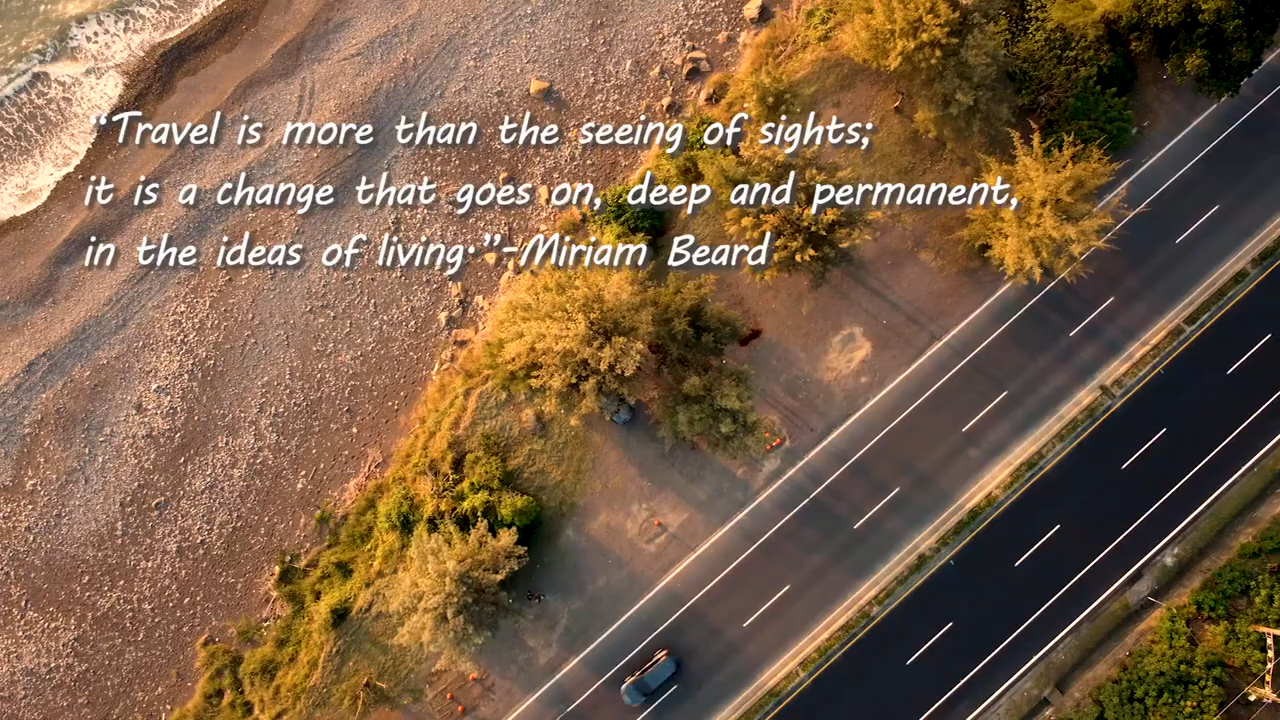 “Travel is more than the seeing of sights;
it is a change that goes on, deep and permanent,
in the ideas of living·”-Miriam Beard